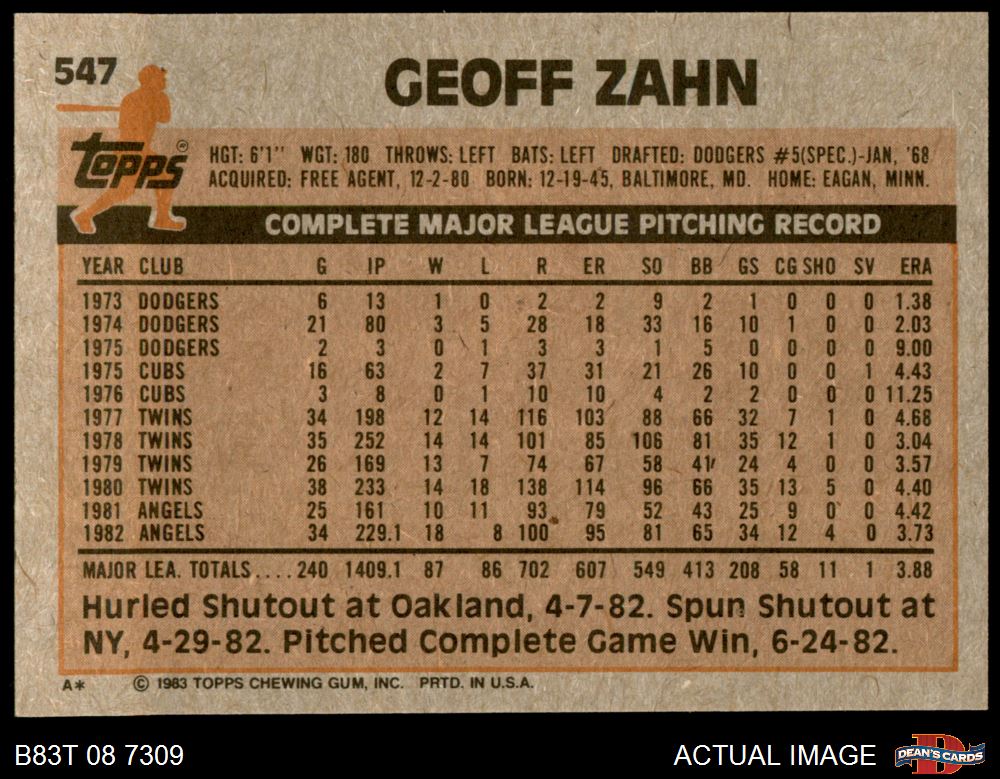 547
GEOFF ZAHN
TOPPS ®
HGT: 6'1" WGT: 180 THROWS: LEFT BATS: LEFT DRAFTED: DODGERS #5(SPEC.)-JAN, '68
ACQUIRED: FREE AGENT, 12-2-80 BORN: 12-19-45, BALTIMORE, MD. HOME: EAGAN, MINN.
COMPLETE MAJOR LEAGUE PITCHING RECORD
YEAR CLUB G IP W L R ER SO BB GS CG SHO SV ERA
1973 DODGERS 6 13 1 0 2 2 9 2 1 0 0 0 1.38
1974 DODGERS 21 80 3 5 28 18 33 16 10 1 0 0 2.03
1975 DODGERS 2 3 0 1 3 3 1 5 0 0 0 0 9.00
1975 CUBS 16 63 2 7 37 31 21 26 10 0 0 1 4.43
1976 CUBS 3 8 0 1 10 10 4 2 2 0 0 0 11.25
1977 TWINS 34 198 12 14 116 103 88 66 32 7 1 0 4.68
1978 TWINS 35 252 14 14 101 85 106 81 35 12 1 0 3.04
1979 TWINS 26 169 13 7 74 67 58 41 24 4 0 0 3.57
1980 TWINS 38 233 14 18 138 114 96 66 35 13 5 0 4.40
1981 ANGELS 25 161 10 11 93 79 52 43 25 9 0 0 4.42
1982 ANGELS 34 229.1 18 8 100 95 81 65 34 12 4 0 3.73
MAJOR LEA. TOTALS.... 240 1409.1 87 86 702 607 549 413 208 58 11 1 3.88
Hurled Shutout at Oakland, 4-7-82. Spun Shutout at
NY, 4-29-82. Pitched Complete Game Win, 6-24-82.
A* © 1983 TOPPS CHEWING GUM, INC. PRTD. IN U.S.A.
B83T 08 7309 ACTUAL IMAGE D DEAN'S CARDS